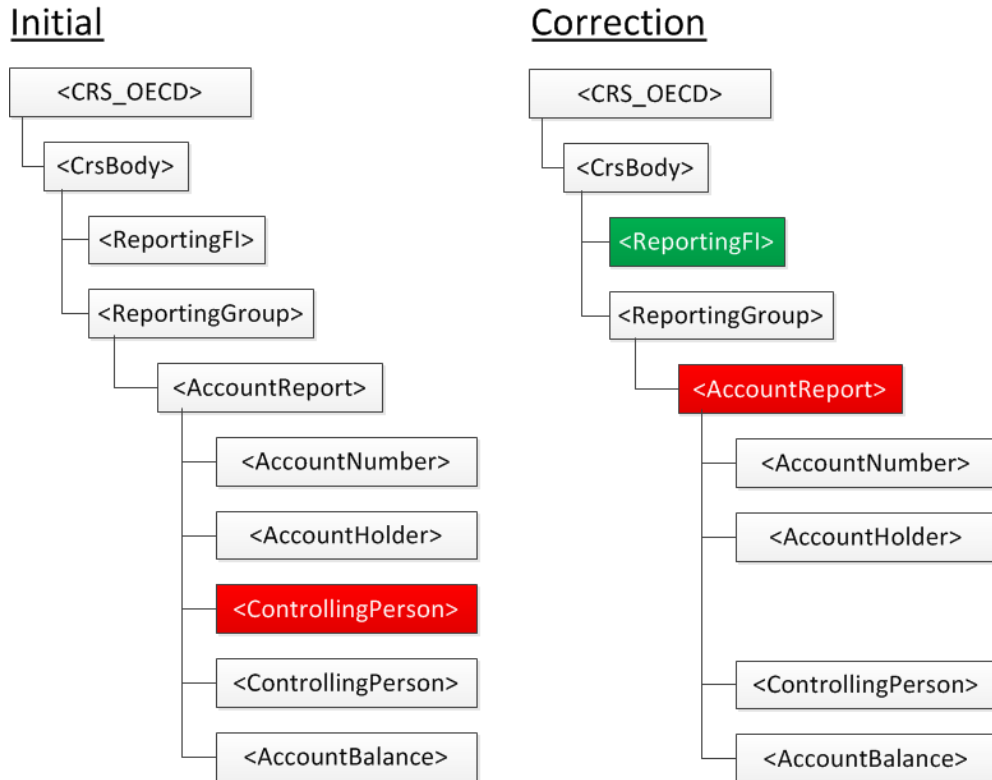 Initial
<CRS_OECD>
<CrsBody>
<ReportingFI>
<ReportingGroup>
<AccountReport>
<AccountNumber>
<AccountHolder>
<ControllingPerson>
<ControllingPerson>
<AccountBalance>
Correction
<CRS_OECD>
<CrsBody>
<ReportingFI>
<ReportingGroup>
<AccountReport>
<AccountNumber>
<AccountHolder>
<ControllingPerson>
<AccountBalance>